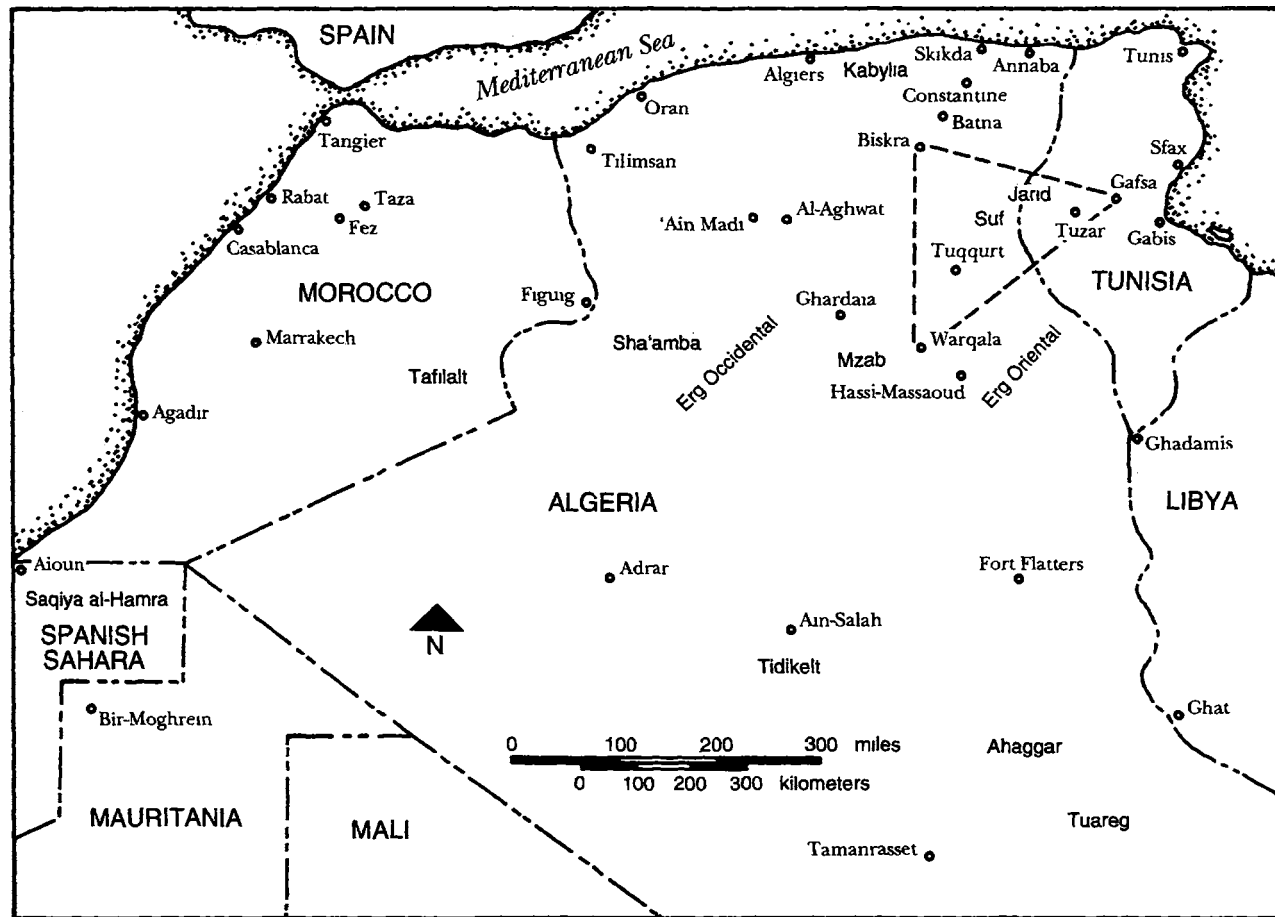 SPAIN
Mediterranean Sea
Skikda
Annaba
Tunis
Algiers
Kabylia
Constantine
Oran
Batna
Tangier
Tilimsan
Biskra
Sfax
Rabat
Taza
Jarid
Gafsa
Fez
'Ain Madi
Al-Aghwat
Suf
Tuzar
Casablanca
Gabis
Tuqqurt
MOROCCO
Figuig
TUNISIA
Ghardaia
Marrakech
Sha'amba
Erg Occidental
Mzab
Warqala
Erg Oriental
Tafilalt
Hassi-Massaoud
Agadir
Ghadamis
ALGERIA
LIBYA
Aioun
Adrar
Fort Flatters
Saqiya al-Hamra
SPANISH
SAHARA
N
Ain-Salah
Tidikelt
Bir-Moghrein
Ghat
0 100 200 300 miles
0 100 200 300 kilometers
Ahaggar
MAURITANIA
MALI
Tuareg
Tamanrasset